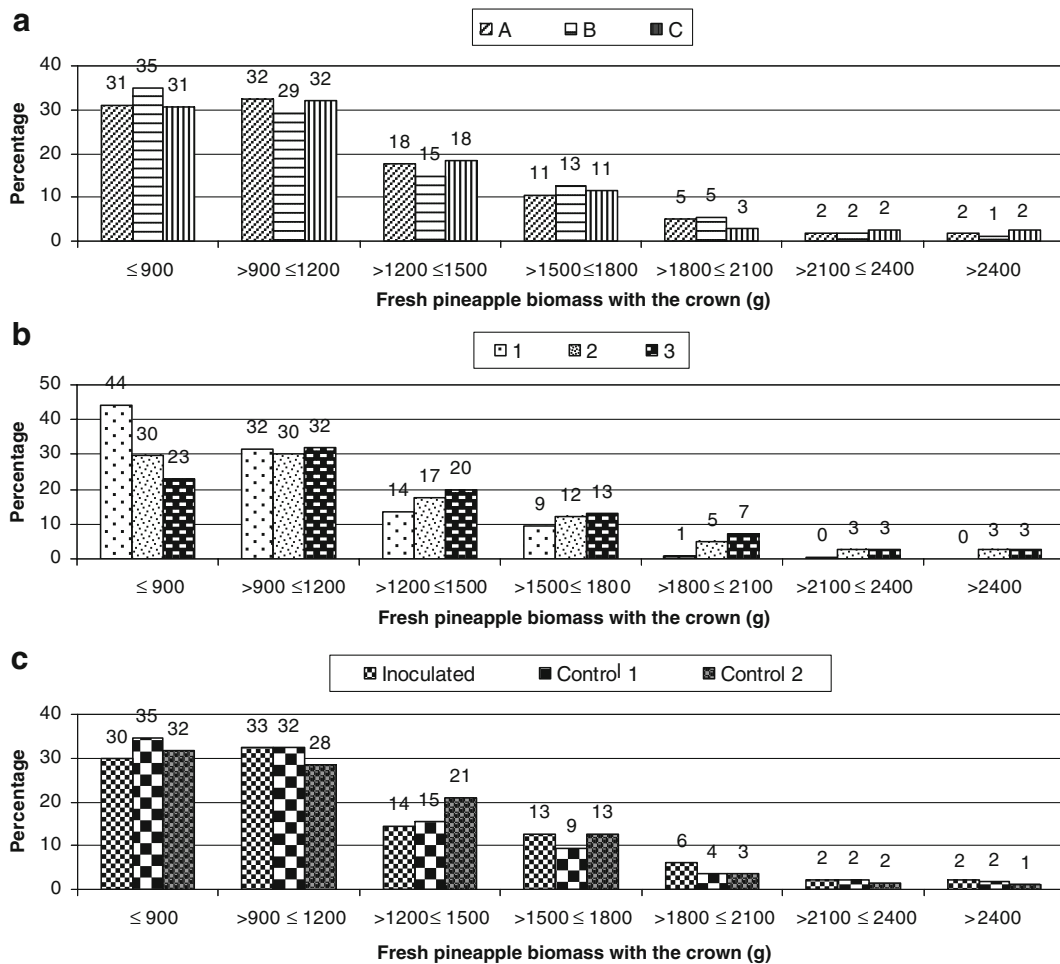 a
A B C
40
30
20
10
0
Percentage
31 35 31 32 29 32 18 15 18 11 13 11 5 5 3 2 2 2 2 1 2
≤ 900 >900 ≤1200 >1200 ≤1500 >1500 ≤1800 >1800 ≤ 2100 >2100 ≤ 2400 >2400
Fresh pineapple biomass with the crown (g)
b
1 2 3
50
40
30
20
10
0
Percentage
44 30 23 32 30 32 14 17 20 9 12 13 1 5 7 0 3 3 0 3 3
≤ 900 >900 ≤1200 >1200 ≤1500 >1500 ≤ 1800 >1800 ≤ 2100 >2100 ≤ 2400 >2400
Fresh pineapple biomass with the crown (g)
c
Inoculated Control 1 Control 2
40
30
20
10
0
Percentage
30 35 32 33 32 28 14 15 21 13 9 13 6 4 3 2 2 2 2 2 1
≤ 900 >900 ≤ 1200 >1200 ≤ 1500 >1500 ≤ 1800 >1800 ≤ 2100 >2100 ≤ 2400 >2400
Fresh pineapple biomass with the crown (g)